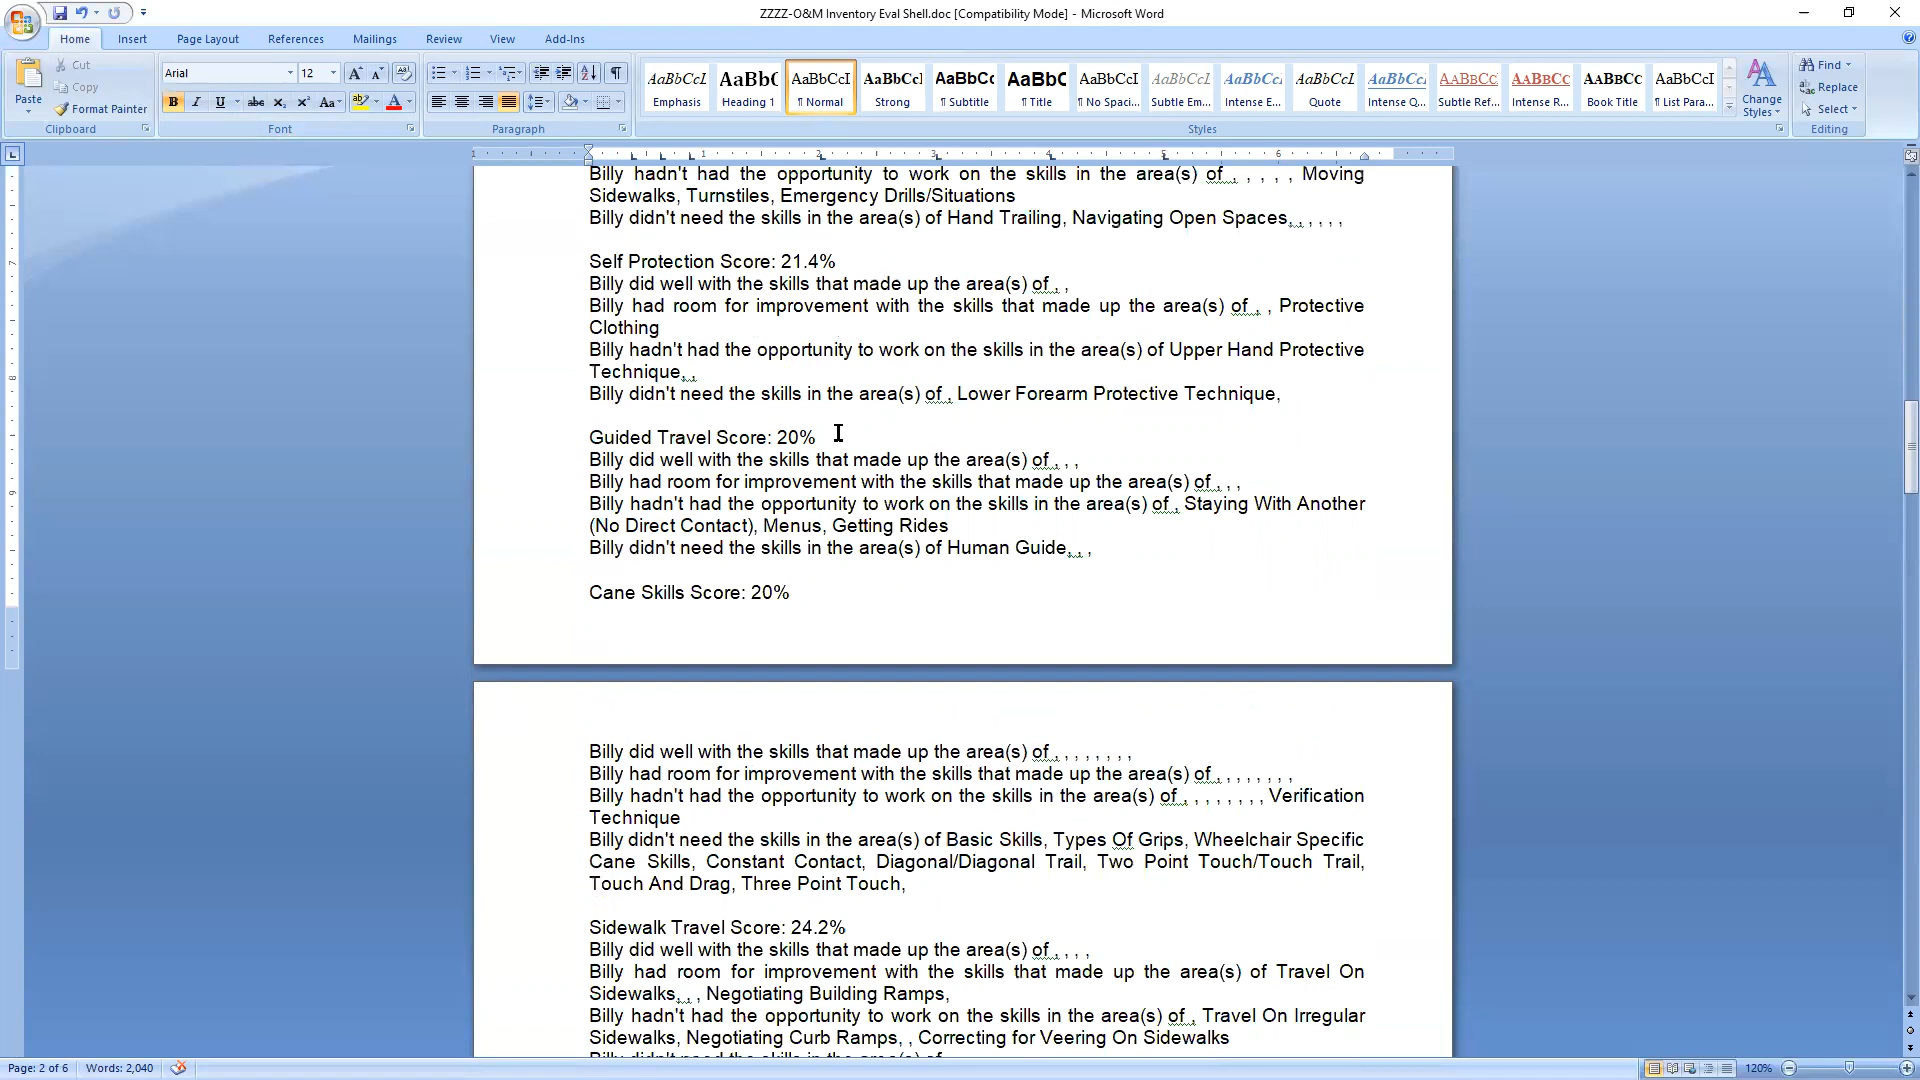 ZZZZ-O&M Inventory Eval Shell.doc [Compatibility Mode] - Microsoft Word
Home Insert Page Layout References Mailings Review View Add-Ins
Paste
Cut
Copy
Format Painter
Clipboard
Arial 12
Font
Paragraph
AaBbCcL AaBbC AaBbCcI AaBbCcl AaBbCc AaBbC AaBbCcI AaBbCcL AaBbCcL AaBbCcL AaBbCcL AABBCC AABBCC AABBCC AaBbCcI
Emphasis Heading 1 ¶ Normal Strong ¶ Subtitle ¶ Title ¶ No Spaci... Subtle Em... Intense E... Quote Intense Q... Subtle Ref... Intense R... Book Title ¶ List Para...
Styles
Change Styles
Find
Replace
Select
Editing
1 1 2 3 4 5 6
7
8
9
Billy hadn't had the opportunity to work on the skills in the area(s) of , , , , , Moving
Sidewalks, Turnstiles, Emergency Drills/Situations
Billy didn't need the skills in the area(s) of Hand Trailing, Navigating Open Spaces, , , , , ,
Self Protection Score: 21.4%
Billy did well with the skills that made up the area(s) of , ,
Billy had room for improvement with the skills that made up the area(s) of , , Protective
Clothing
Billy hadn't had the opportunity to work on the skills in the area(s) of Upper Hand Protective
Technique, ,
Billy didn't need the skills in the area(s) of , Lower Forearm Protective Technique,
Guided Travel Score: 20%
Billy did well with the skills that made up the area(s) of , , ,
Billy had room for improvement with the skills that made up the area(s) of , , ,
Billy hadn't had the opportunity to work on the skills in the area(s) of , Staying With Another
(No Direct Contact), Menus, Getting Rides
Billy didn't need the skills in the area(s) of Human Guide, , ,
Cane Skills Score: 20%
Billy did well with the skills that made up the area(s) of , , , , , , , ,
Billy had room for improvement with the skills that made up the area(s) of , , , , , , , ,
Billy hadn't had the opportunity to work on the skills in the area(s) of , , , , , , , , Verification
Technique
Billy didn't need the skills in the area(s) of Basic Skills, Types Of Grips, Wheelchair Specific
Cane Skills, Constant Contact, Diagonal/Diagonal Trail, Two Point Touch/Touch Trail,
Touch And Drag, Three Point Touch,
Sidewalk Travel Score: 24.2%
Billy did well with the skills that made up the area(s) of , , , ,
Billy had room for improvement with the skills that made up the area(s) of Travel On
Sidewalks, , , Negotiating Building Ramps,
Billy hadn't had the opportunity to work on the skills in the area(s) of , Travel On Irregular
Sidewalks, Negotiating Curb Ramps, , Correcting for Veering On Sidewalks
Billy didn't need the skills in the area(s) of
Page: 2 of 6 Words: 2,040 120%